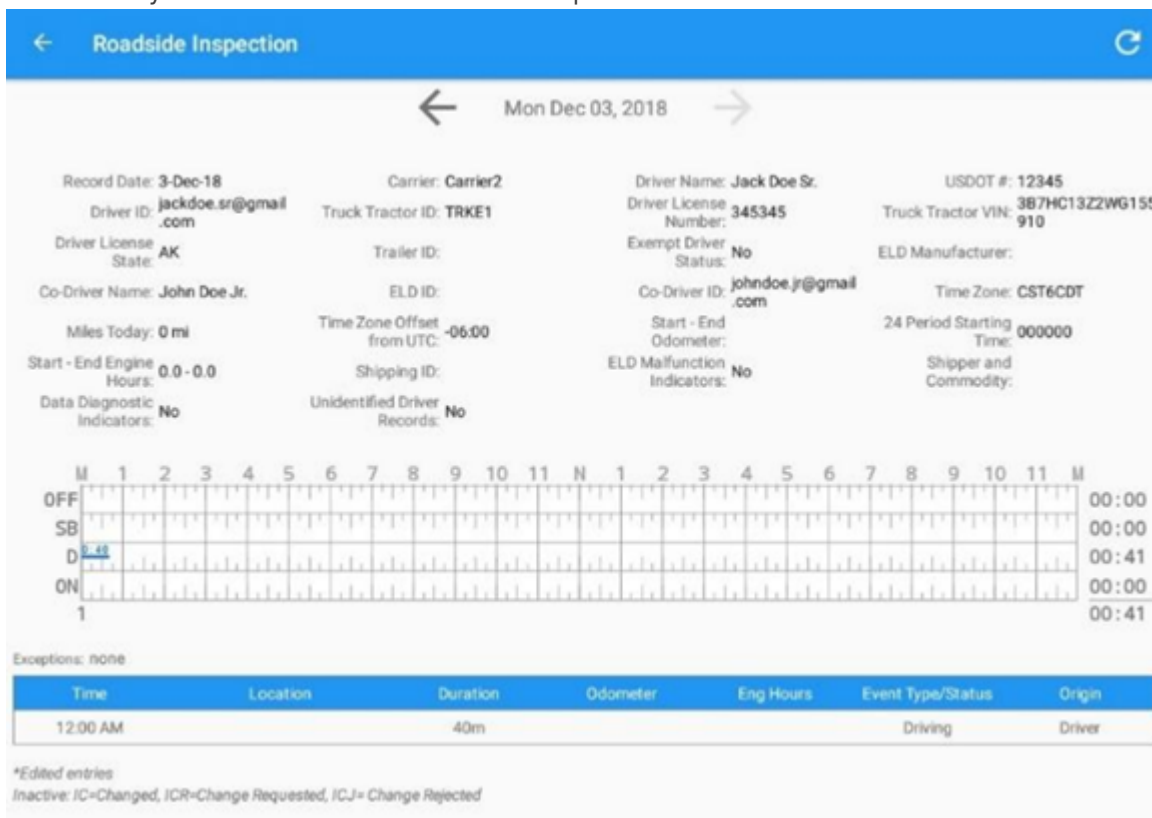 Roadside Inspection
Mon Dec 03, 2018
Record Date: 3-Dec-18 Carrier: Carrier2 Driver Name: Jack Doe Sr. USDOT #: 12345
Driver ID: jackdoe.sr@gmail.com Truck Tractor ID: TRKE1 Driver License Number: 345345 Truck Tractor VIN: 3B7HC13Z2WG155910
Driver License State: AK Trailer ID: Exempt Driver Status: No ELD Manufacturer:
Co-Driver Name: John Doe Jr. ELD ID: Co-Driver ID: johndoe.jr@gmail.com Time Zone: CST6CDT
Miles Today: 0 mi Time Zone Offset from UTC: -06:00 Start - End Odometer: 24 Period Starting Time: 000000
Start - End Engine Hours: 0.0 - 0.0 Shipping ID: ELD Malfunction Indicators: No Shipper and Commodity:
Data Diagnostic Indicators: No Unidentified Driver Records: No
M 1 2 3 4 5 6 7 8 9 10 11 N 1 2 3 4 5 6 7 8 9 10 11 M
OFF 00:00
SB 00:00
D 0.40 00:41
ON 00:00
1 00:41
Exceptions: none
Time Location Duration Odometer Eng Hours Event Type/Status Origin
12:00 AM 40m Driving Driver
*Edited entries
Inactive: IC=Changed, ICR=Change Requested, ICJ= Change Rejected